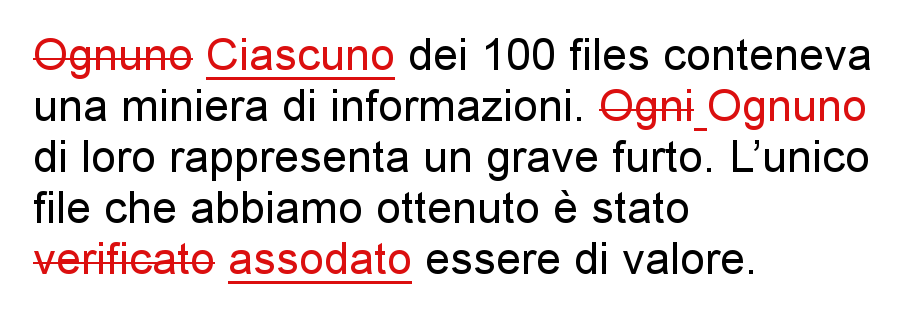 Ognuno Ciascuno dei 100 files conteneva
una miniera di informazioni. Ogni Ognuno
di loro rappresenta un grave furto. L’unico
file che abbiamo ottenuto è stato
verificato assodato essere di valore.